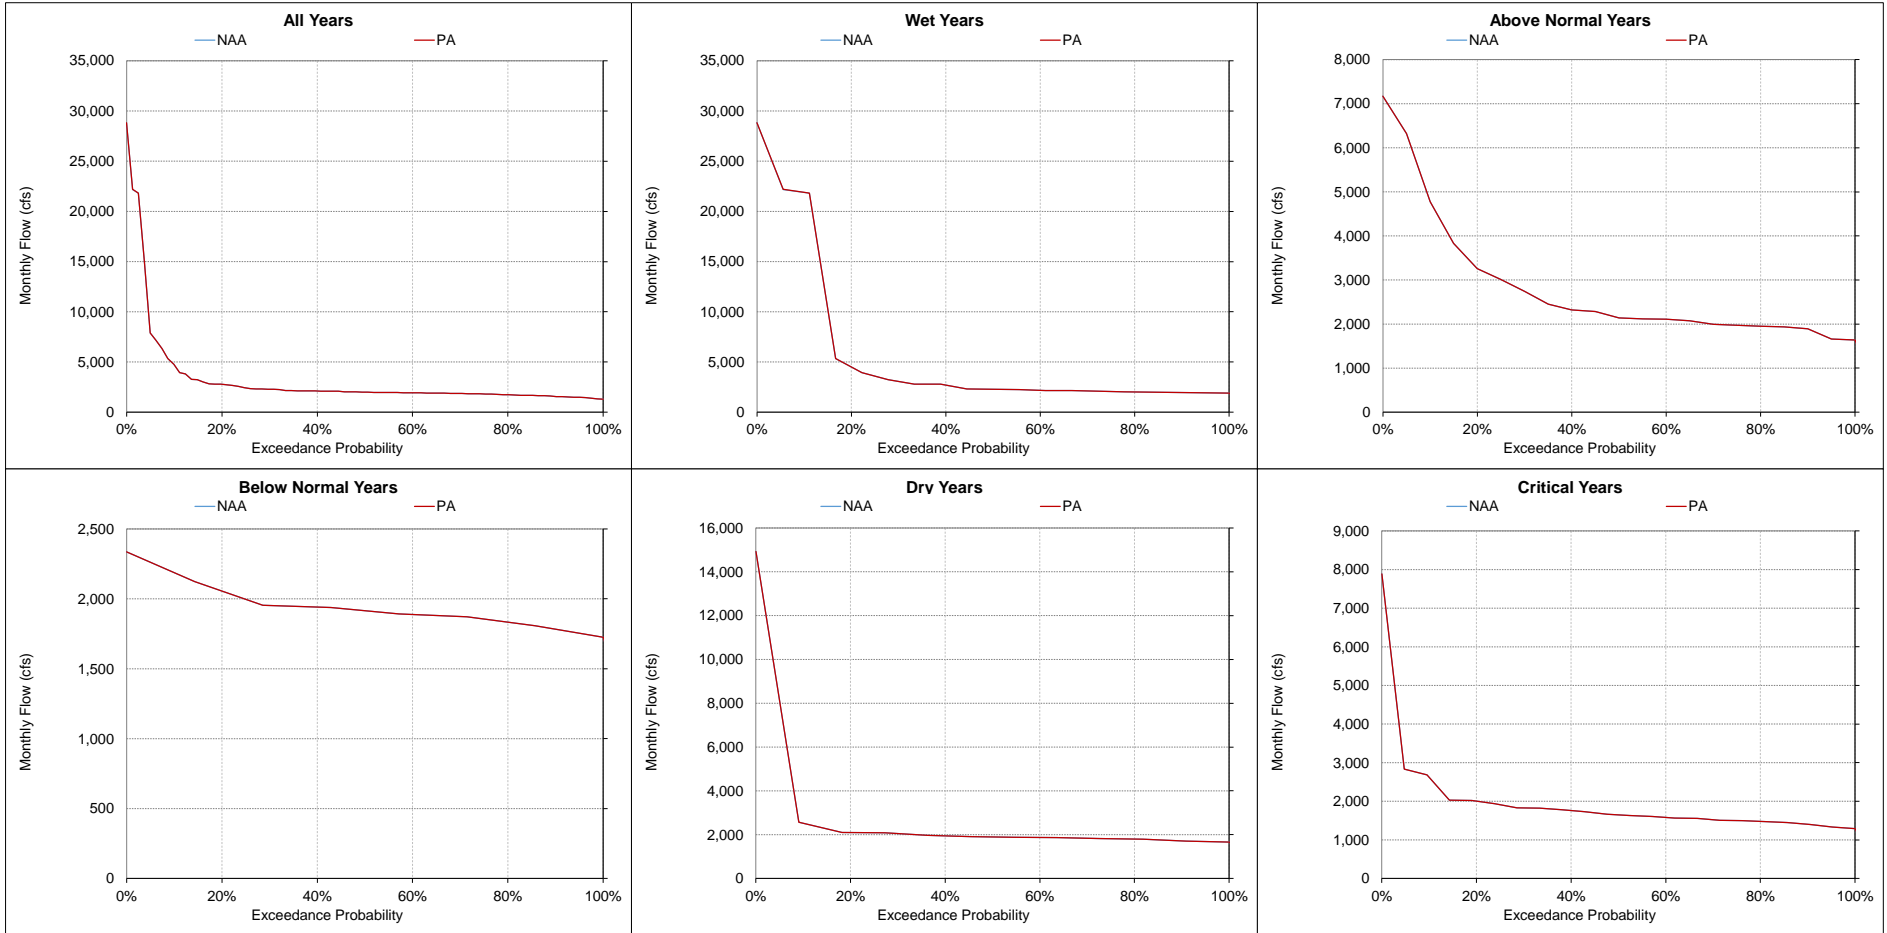 All Years
NAA PA
35,000
30,000
25,000
20,000
15,000
10,000
5,000
0
Monthly Flow (cfs)
0% 20% 40% 60% 80% 100%
Exceedance Probability
Wet Years
NAA PA
35,000
30,000
25,000
20,000
15,000
10,000
5,000
0
Monthly Flow (cfs)
0% 20% 40% 60% 80% 100%
Exceedance Probability
Above Normal Years
NAA PA
8,000
7,000
6,000
5,000
4,000
3,000
2,000
1,000
0
Monthly Flow (cfs)
0% 20% 40% 60% 80% 100%
Exceedance Probability
Below Normal Years
NAA PA
2,500
2,000
1,500
1,000
500
0
Monthly Flow (cfs)
0% 20% 40% 60% 80% 100%
Exceedance Probability
Dry Years
NAA PA
16,000
14,000
12,000
10,000
8,000
6,000
4,000
2,000
0
Monthly Flow (cfs)
0% 20% 40% 60% 80% 100%
Exceedance Probability
Critical Years
NAA PA
9,000
8,000
7,000
6,000
5,000
4,000
3,000
2,000
1,000
0
Monthly Flow (cfs)
0% 20% 40% 60% 80% 100%
Exceedance Probability